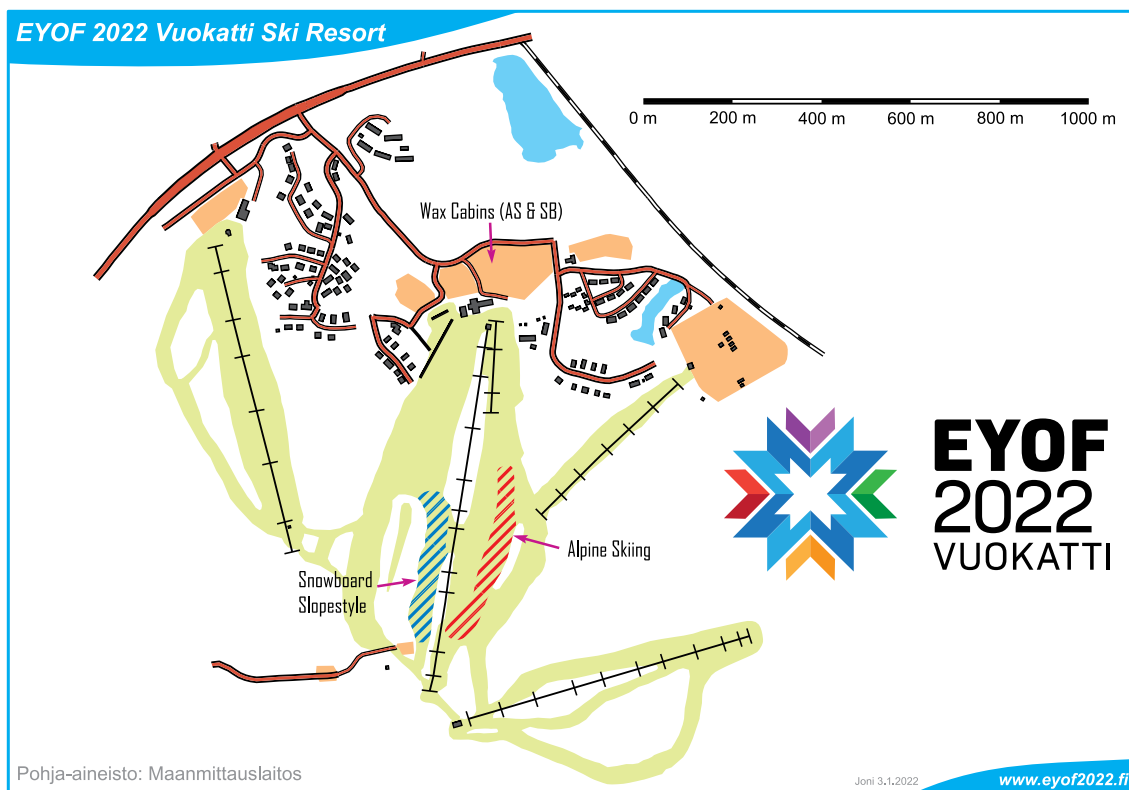 EYOF 2022 Vuokatti Ski Resort
0 m 200 m 400 m 600 m 800 m 1000 m
Wax Cabins (AS & SB)
Alpine Skiing
Snowboard
Slopestyle
EYOF
2022
VUOKATTI
Pohja-aineisto: Maanmittauslaitos
Joni 3.1.2022
www.eyof2022.fi